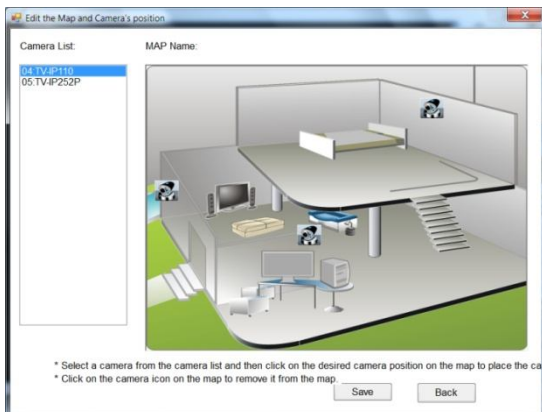 Edit the Map and Camera's position
Camera List:
MAP Name:
04:TV-IP110
05:TV-IP252P
* Select a camera from the camera list and then click on the desired camera position on the map to place the ca
* Click on the camera icon on the map to remove it from the map.
Save
Back